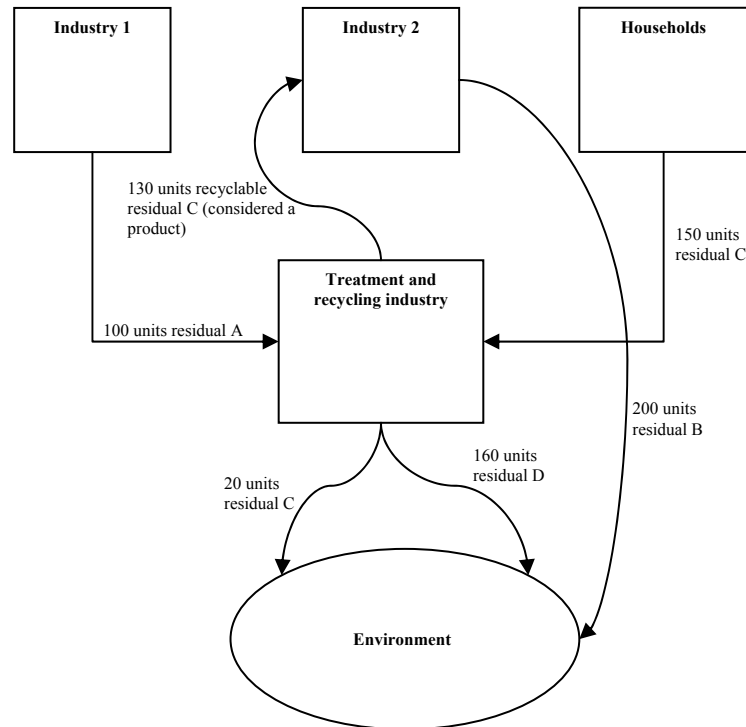 Industry 1
Industry 2
Households
130 units recyclable
residual C (considered a
product)
150 units
residual C
Treatment and
recycling industry
100 units residual A
200 units
residual B
160 units
residual D
20 units
residual C
Environment